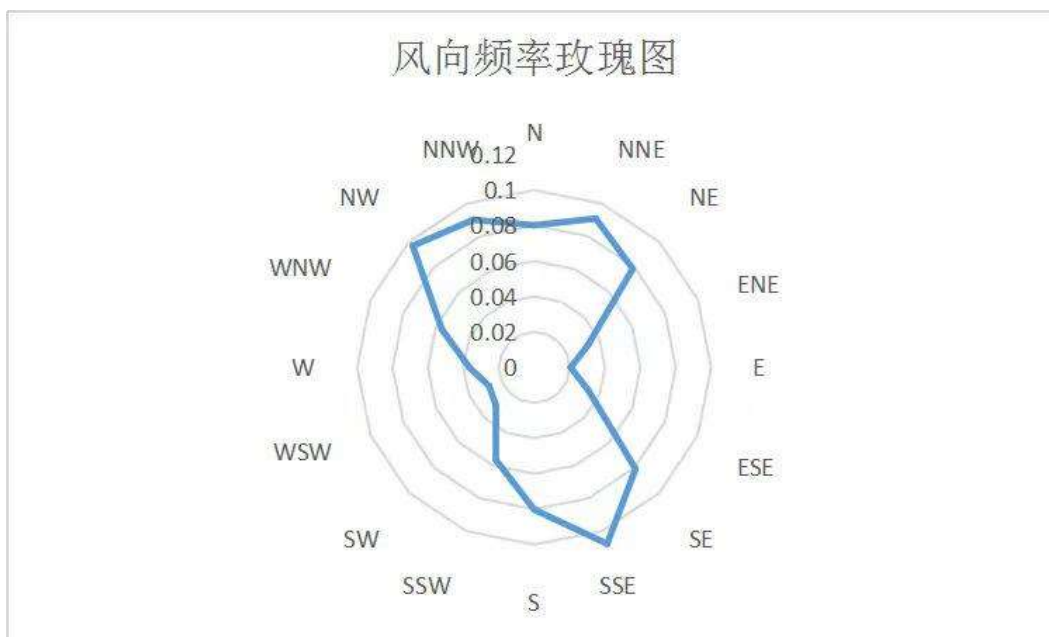 风向频率玫瑰图
N
NNW
0.12
NNE
NW
0.1
NE
0.08
WNW
0.06
ENE
0.04
0.02
W
0
E
WSW
ESE
SW
SE
SSW
SSE
S